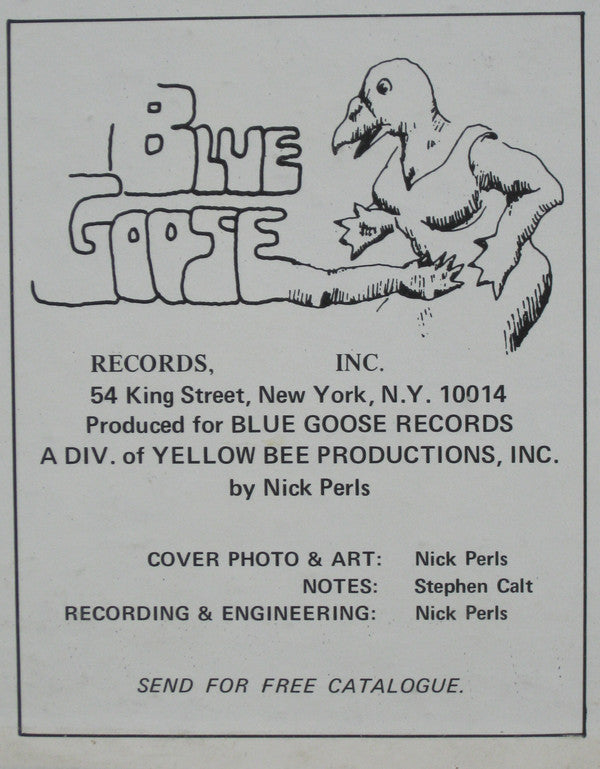 BLUE
GOOSE
RECORDS, INC.
54 King Street, New York, N.Y. 10014
Produced for BLUE GOOSE RECORDS
A DIV. of YELLOW BEE PRODUCTIONS, INC.
by Nick Perls
COVER PHOTO & ART: Nick Perls
NOTES: Stephen Calt
RECORDING & ENGINEERING: Nick Perls
SEND FOR FREE CATALOGUE.